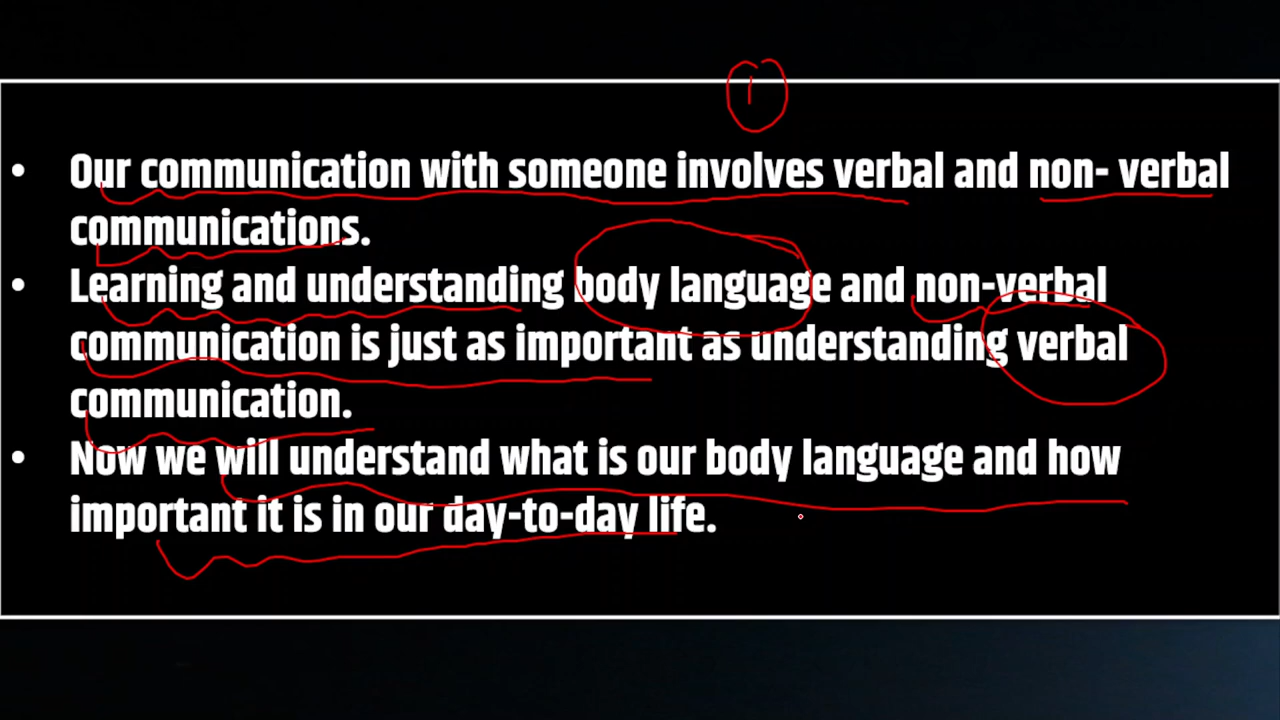 1
• Our communication with someone involves verbal and non- verbal
communications.
• Learning and understanding body language and non-verbal
communication is just as important as understanding verbal
communication.
• Now we will understand what is our body language and how
important it is in our day-to-day life.